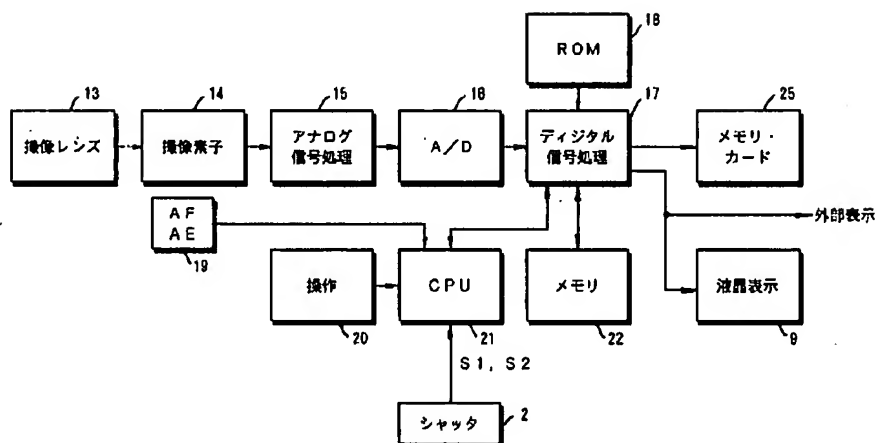 18
ROM
13
14
15
16
17
25
撮像レンズ
撮像素子
アナログ
信号処理
A/D
ディジタル
信号処理
メモリ・
カード
外部表示
AF
AE
19
操作
CPU
メモリ
液晶表示
20
21
22
9
S1, S2
シャッタ
2